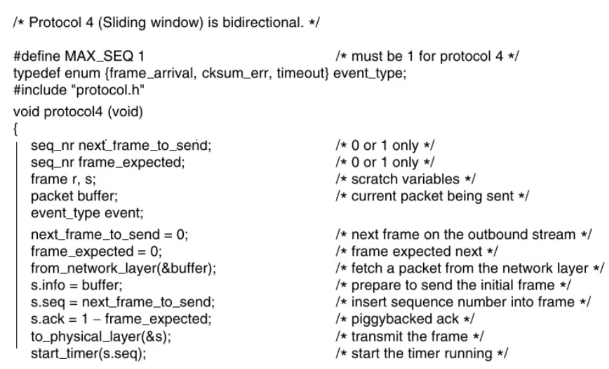 /* Protocol 4 (Sliding window) is bidirectional. */
#define MAX_SEQ 1 /* must be 1 for protocol 4 */
typedef enum {frame_arrival, cksum_err, timeout} event_type;
#include "protocol.h"
void protocol4 (void)
{
seq_nr next_frame_to_send; /* 0 or 1 only */
seq_nr frame_expected; /* 0 or 1 only */
frame r, s; /* scratch variables */
packet buffer; /* current packet being sent */
event_type event;
next_frame_to_send = 0; /* next frame on the outbound stream */
frame_expected = 0; /* frame expected next */
from_network_layer(&buffer); /* fetch a packet from the network layer */
s.info = buffer; /* prepare to send the initial frame */
s.seq = next_frame_to_send; /* insert sequence number into frame */
s.ack = 1 – frame_expected; /* piggybacked ack */
to_physical_layer(&s); /* transmit the frame */
start_timer(s.seq); /* start the timer running */